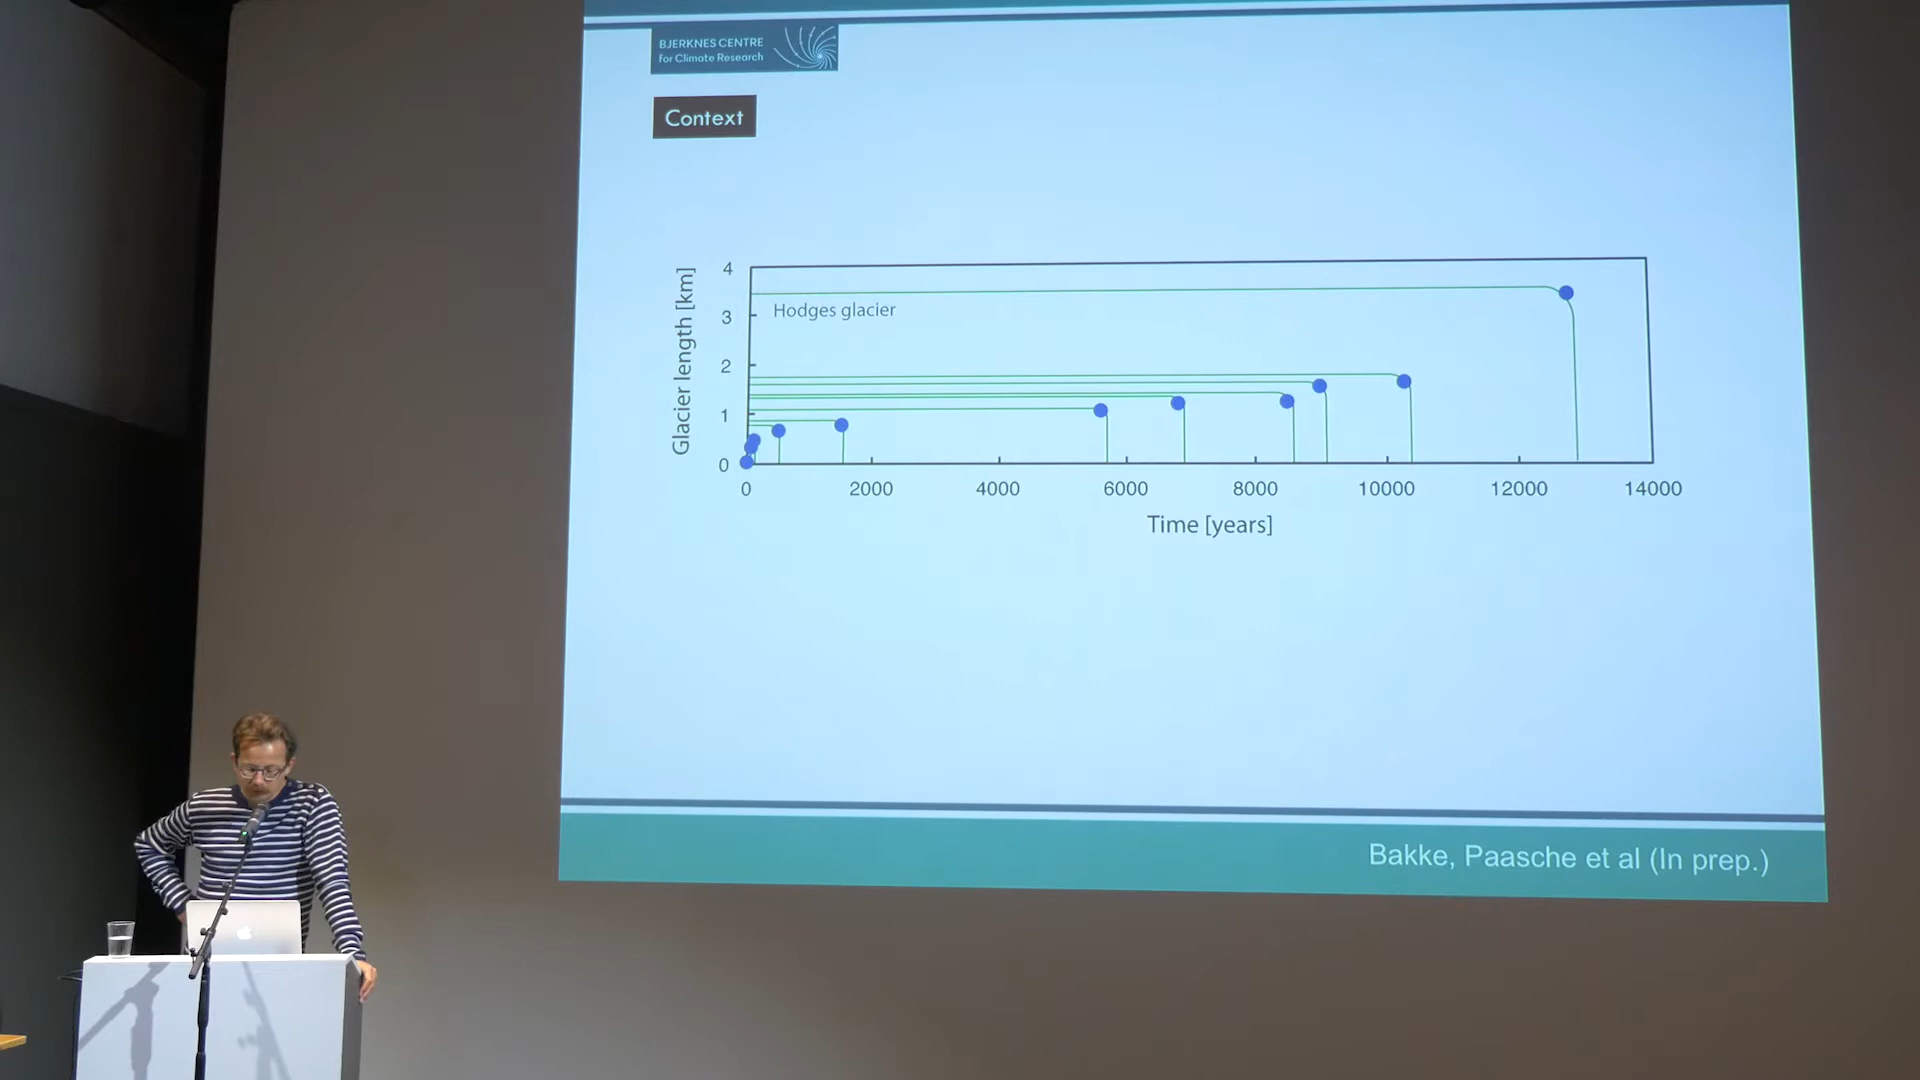 BJERKNES CENTRE
for Climate Research
Context
Glacier length [km]
4
3
2
1
0
Hodges glacier
0 2000 4000 6000 8000 10000 12000 14000
Time [years]
Bakke, Paasche et al (In prep.)